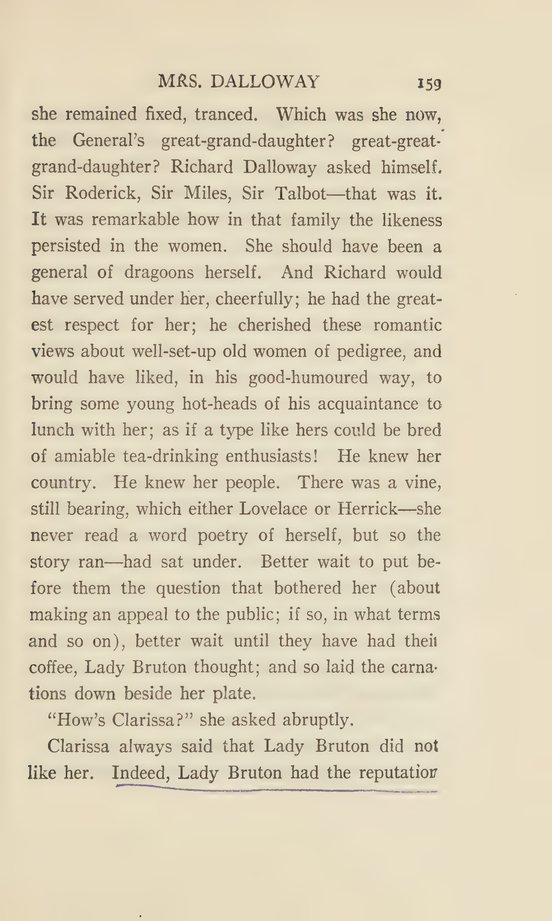 MRS. DALLOWAY 159
she remained fixed, tranced. Which was she now,
the General's great-grand-daughter? great-great-
grand-daughter? Richard Dalloway asked himself.
Sir Roderick, Sir Miles, Sir Talbot—that was it.
It was remarkable how in that family the likeness
persisted in the women. She should have been a
general of dragoons herself. And Richard would
have served under her, cheerfully; he had the great-
est respect for her; he cherished these romantic
views about well-set-up old women of pedigree, and
would have liked, in his good-humoured way, to
bring some young hot-heads of his acquaintance to
lunch with her; as if a type like hers could be bred
of amiable tea-drinking enthusiasts! He knew her
country. He knew her people. There was a vine,
still bearing, which either Lovelace or Herrick—she
never read a word poetry of herself, but so the
story ran—had sat under. Better wait to put be-
fore them the question that bothered her (about
making an appeal to the public; if so, in what terms
and so on), better wait until they have had their
coffee, Lady Bruton thought; and so laid the carna-
tions down beside her plate.
"How's Clarissa?" she asked abruptly.
Clarissa always said that Lady Bruton did not
like her. Indeed, Lady Bruton had the reputation